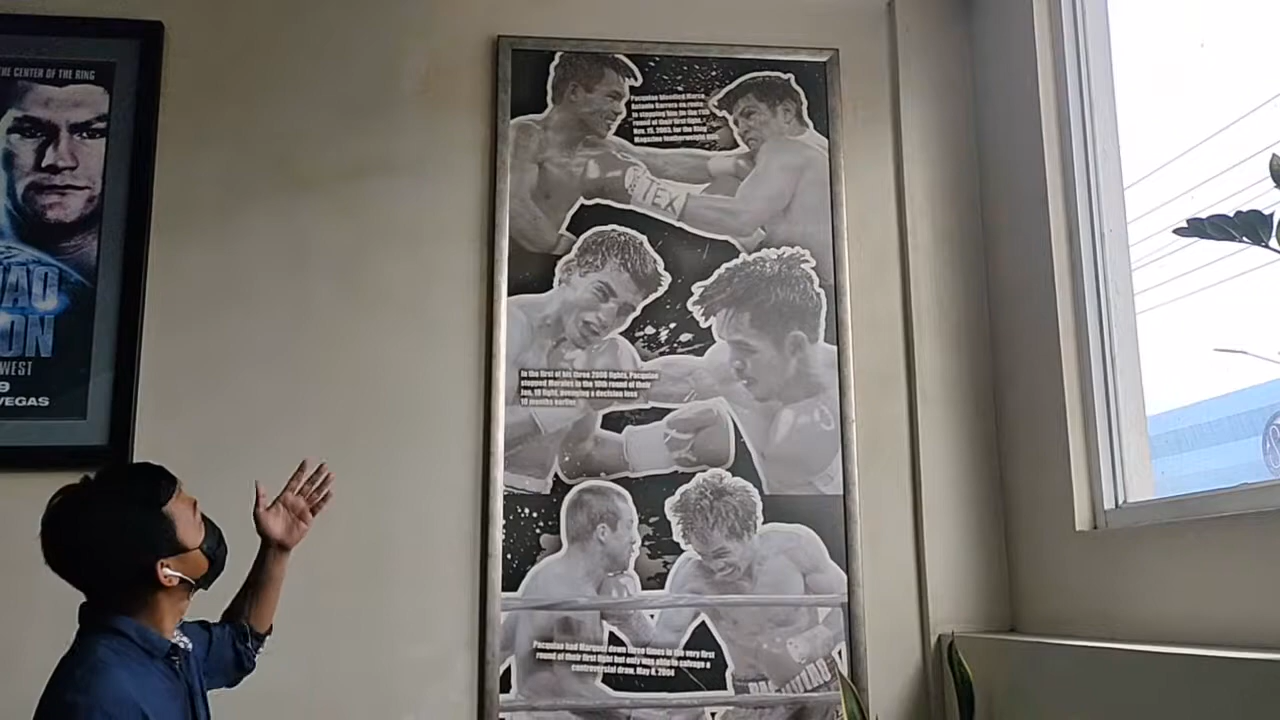 THE CENTER OF THE RING
AO
ON
WEST
9
VEGAS
Pacquiao bloodied Marco
Antonio Barrera en route
to stopping him in the 11th
round of their first fight,
Nov. 15, 2003, for the Ring
Magazine featherweight
TEX
In the first of his three 2006 fights, Pacquiao
stopped Morales in the 10th round of their
Jan. 19 fight, avenging a decision loss
10 months earlier.
Pacquiao had Marquez down three times in the very first
round of their first fight but only was able to salvage a
controversial draw, May 8, 2004
PACQUIAO